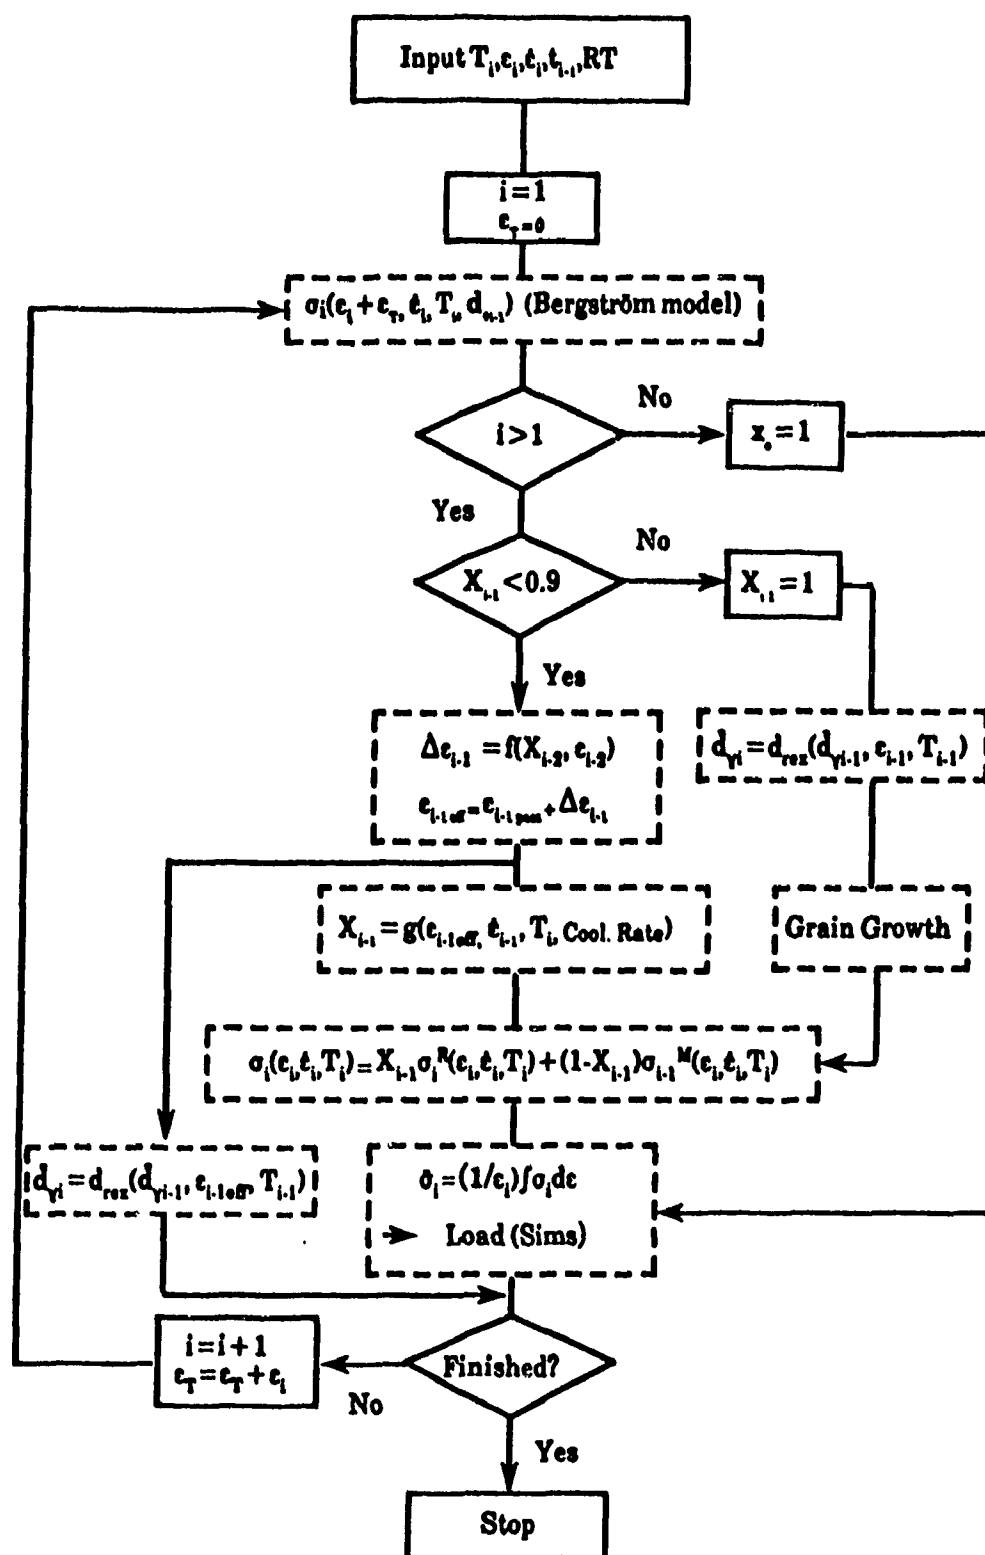 Input Tᵢ, εᵢ, ε̇ᵢ, tᵢ₋₁, RT
i = 1
ε_T=0
σᵢ(εᵢ + ε_T, ε̇ᵢ, Tᵢ, d₀ᵢ₋₁) (Bergström model)
i > 1
No
x₀ = 1
Yes
Xᵢ₋₁ < 0.9
No
Xᵢ₋₁ = 1
Yes
Δεᵢ₋₁ = f(Xᵢ₋₂, εᵢ₋₂)
εᵢ₋₁ eff = εᵢ₋₁ pass + Δεᵢ₋₁
d_γi = d_rex(d_γi-1, εᵢ₋₁, Tᵢ₋₁)
Xᵢ₋₁ = g(εᵢ₋₁eff, ε̇ᵢ₋₁, Tᵢ, Cool. Rate)
Grain Growth
σᵢ(εᵢ, ε̇ᵢ, Tᵢ) = Xᵢ₋₁σᵢᴿ(εᵢ, ε̇ᵢ, Tᵢ) + (1-Xᵢ₋₁)σᵢ₋₁ᴹ(εᵢ, ε̇ᵢ, Tᵢ)
d_γi = d_rex(d_γi-1, εᵢ₋₁eff, Tᵢ₋₁)
σ̄ᵢ = (1/εᵢ)∫σᵢdε
Load (Sims)
i = i + 1
ε_T = ε_T + εᵢ
Finished?
No
Yes
Stop